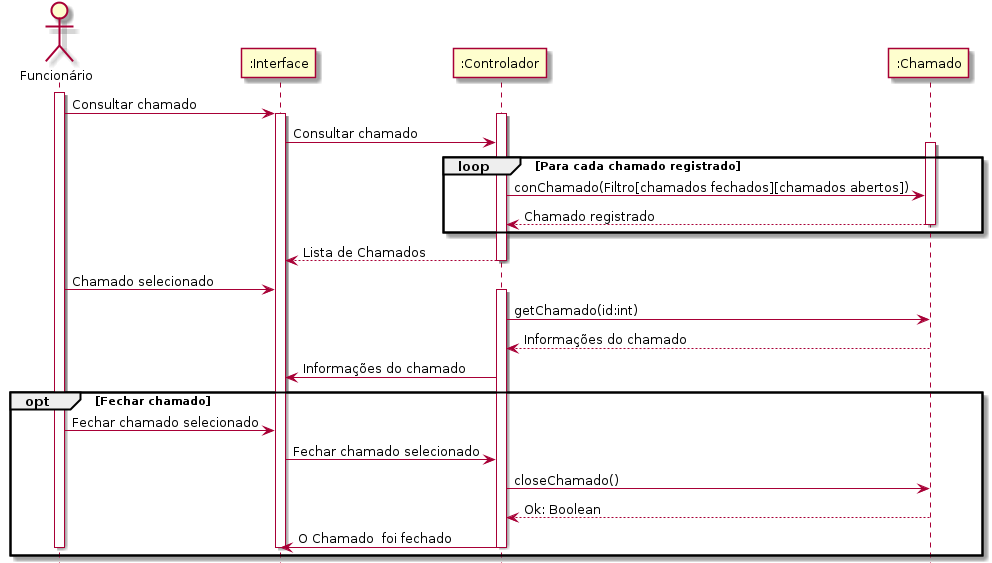 Funcionário
:Interface
:Controlador
:Chamado
Consultar chamado
Consultar chamado
loop
[Para cada chamado registrado]
conChamado(Filtro[chamados fechados][chamados abertos])
Chamado registrado
Lista de Chamados
Chamado selecionado
getChamado(id:int)
Informações do chamado
Informações do chamado
opt
[Fechar chamado]
Fechar chamado selecionado
Fechar chamado selecionado
closeChamado()
Ok: Boolean
O Chamado  foi fechado